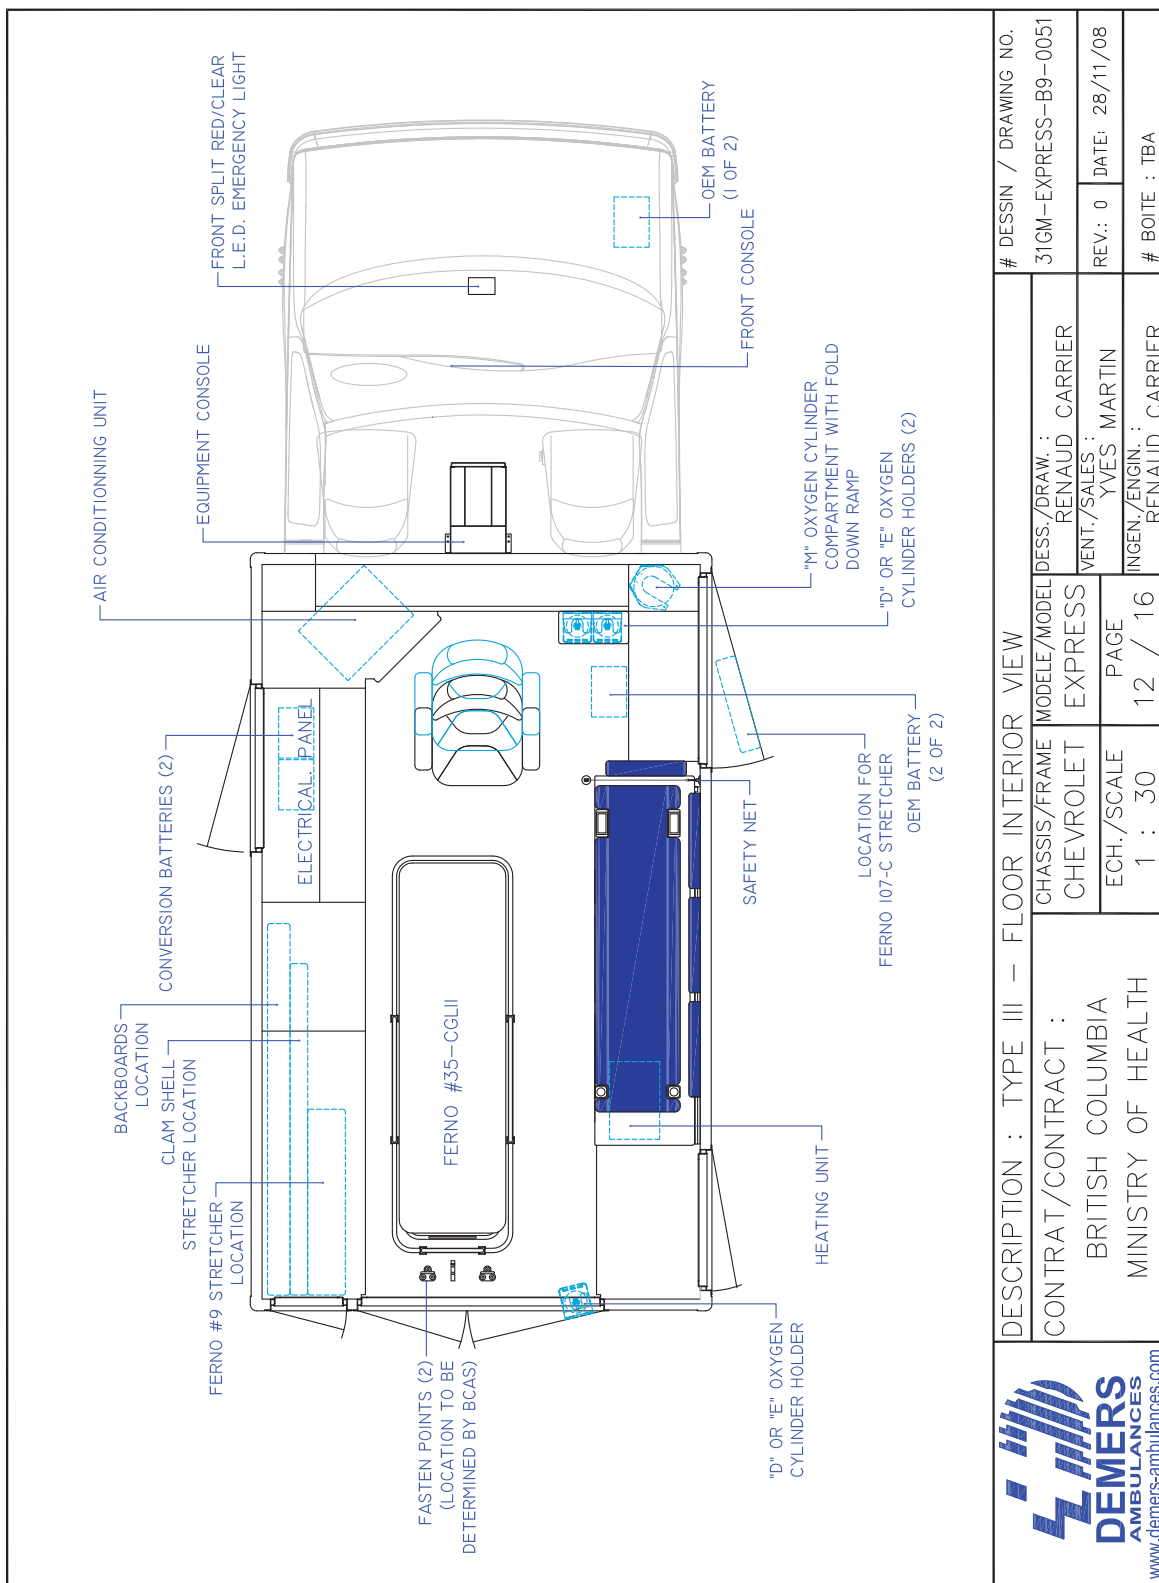 FRONT SPLIT RED/CLEAR
L.E.D. EMERGENCY LIGHT
OEM BATTERY
(1 OF 2)
FRONT CONSOLE
EQUIPMENT CONSOLE
AIR CONDITIONNING UNIT
"M" OXYGEN CYLINDER
COMPARTMENT WITH FOLD
DOWN RAMP
"D" OR "E" OXYGEN
CYLINDER HOLDERS (2)
CONVERSION BATTERIES (2)
ELECTRICAL. PANEL
OEM BATTERY
(2 OF 2)
LOCATION FOR
FERNO 107-C STRETCHER
SAFETY NET
BACKBOARDS
LOCATION
CLAM SHELL
STRETCHER LOCATION
FERNO #9 STRETCHER
LOCATION
FERNO #35-CGLII
HEATING UNIT
FASTEN POINTS (2)
(LOCATION TO BE
DETERMINED BY BCAS)
"D" OR "E" OXYGEN
CYLINDER HOLDER
DEMERS
AMBULANCES
www.demers-ambulances.com
DESCRIPTION : TYPE III - FLOOR INTERIOR VIEW
CONTRAT/CONTRACT :
BRITISH COLUMBIA
MINISTRY OF HEALTH
CHASSIS/FRAME
CHEVROLET
MODELE/MODEL
EXPRESS
ECH./SCALE
1 : 30
PAGE
12 / 16
DESS./DRAW. :
RENAUD CARRIER
VENT./SALES :
YVES MARTIN
INGEN./ENGIN. :
RENAUD CARRIER
# DESSIN / DRAWING NO.
31GM-EXPRESS-B9-0051
REV.: 0
DATE: 28/11/08
# BOITE : TBA